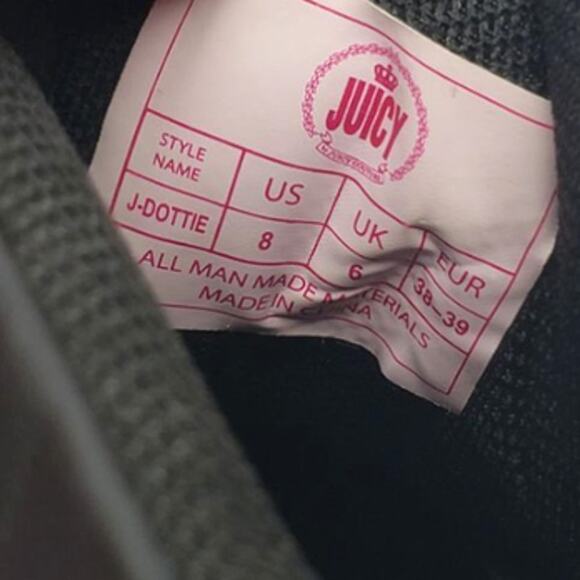 JUICY
STYLE NAME US UK EUR
J-DOTTIE 8 6 38-39
ALL MAN MADE MATERIALS
MADE IN CHINA